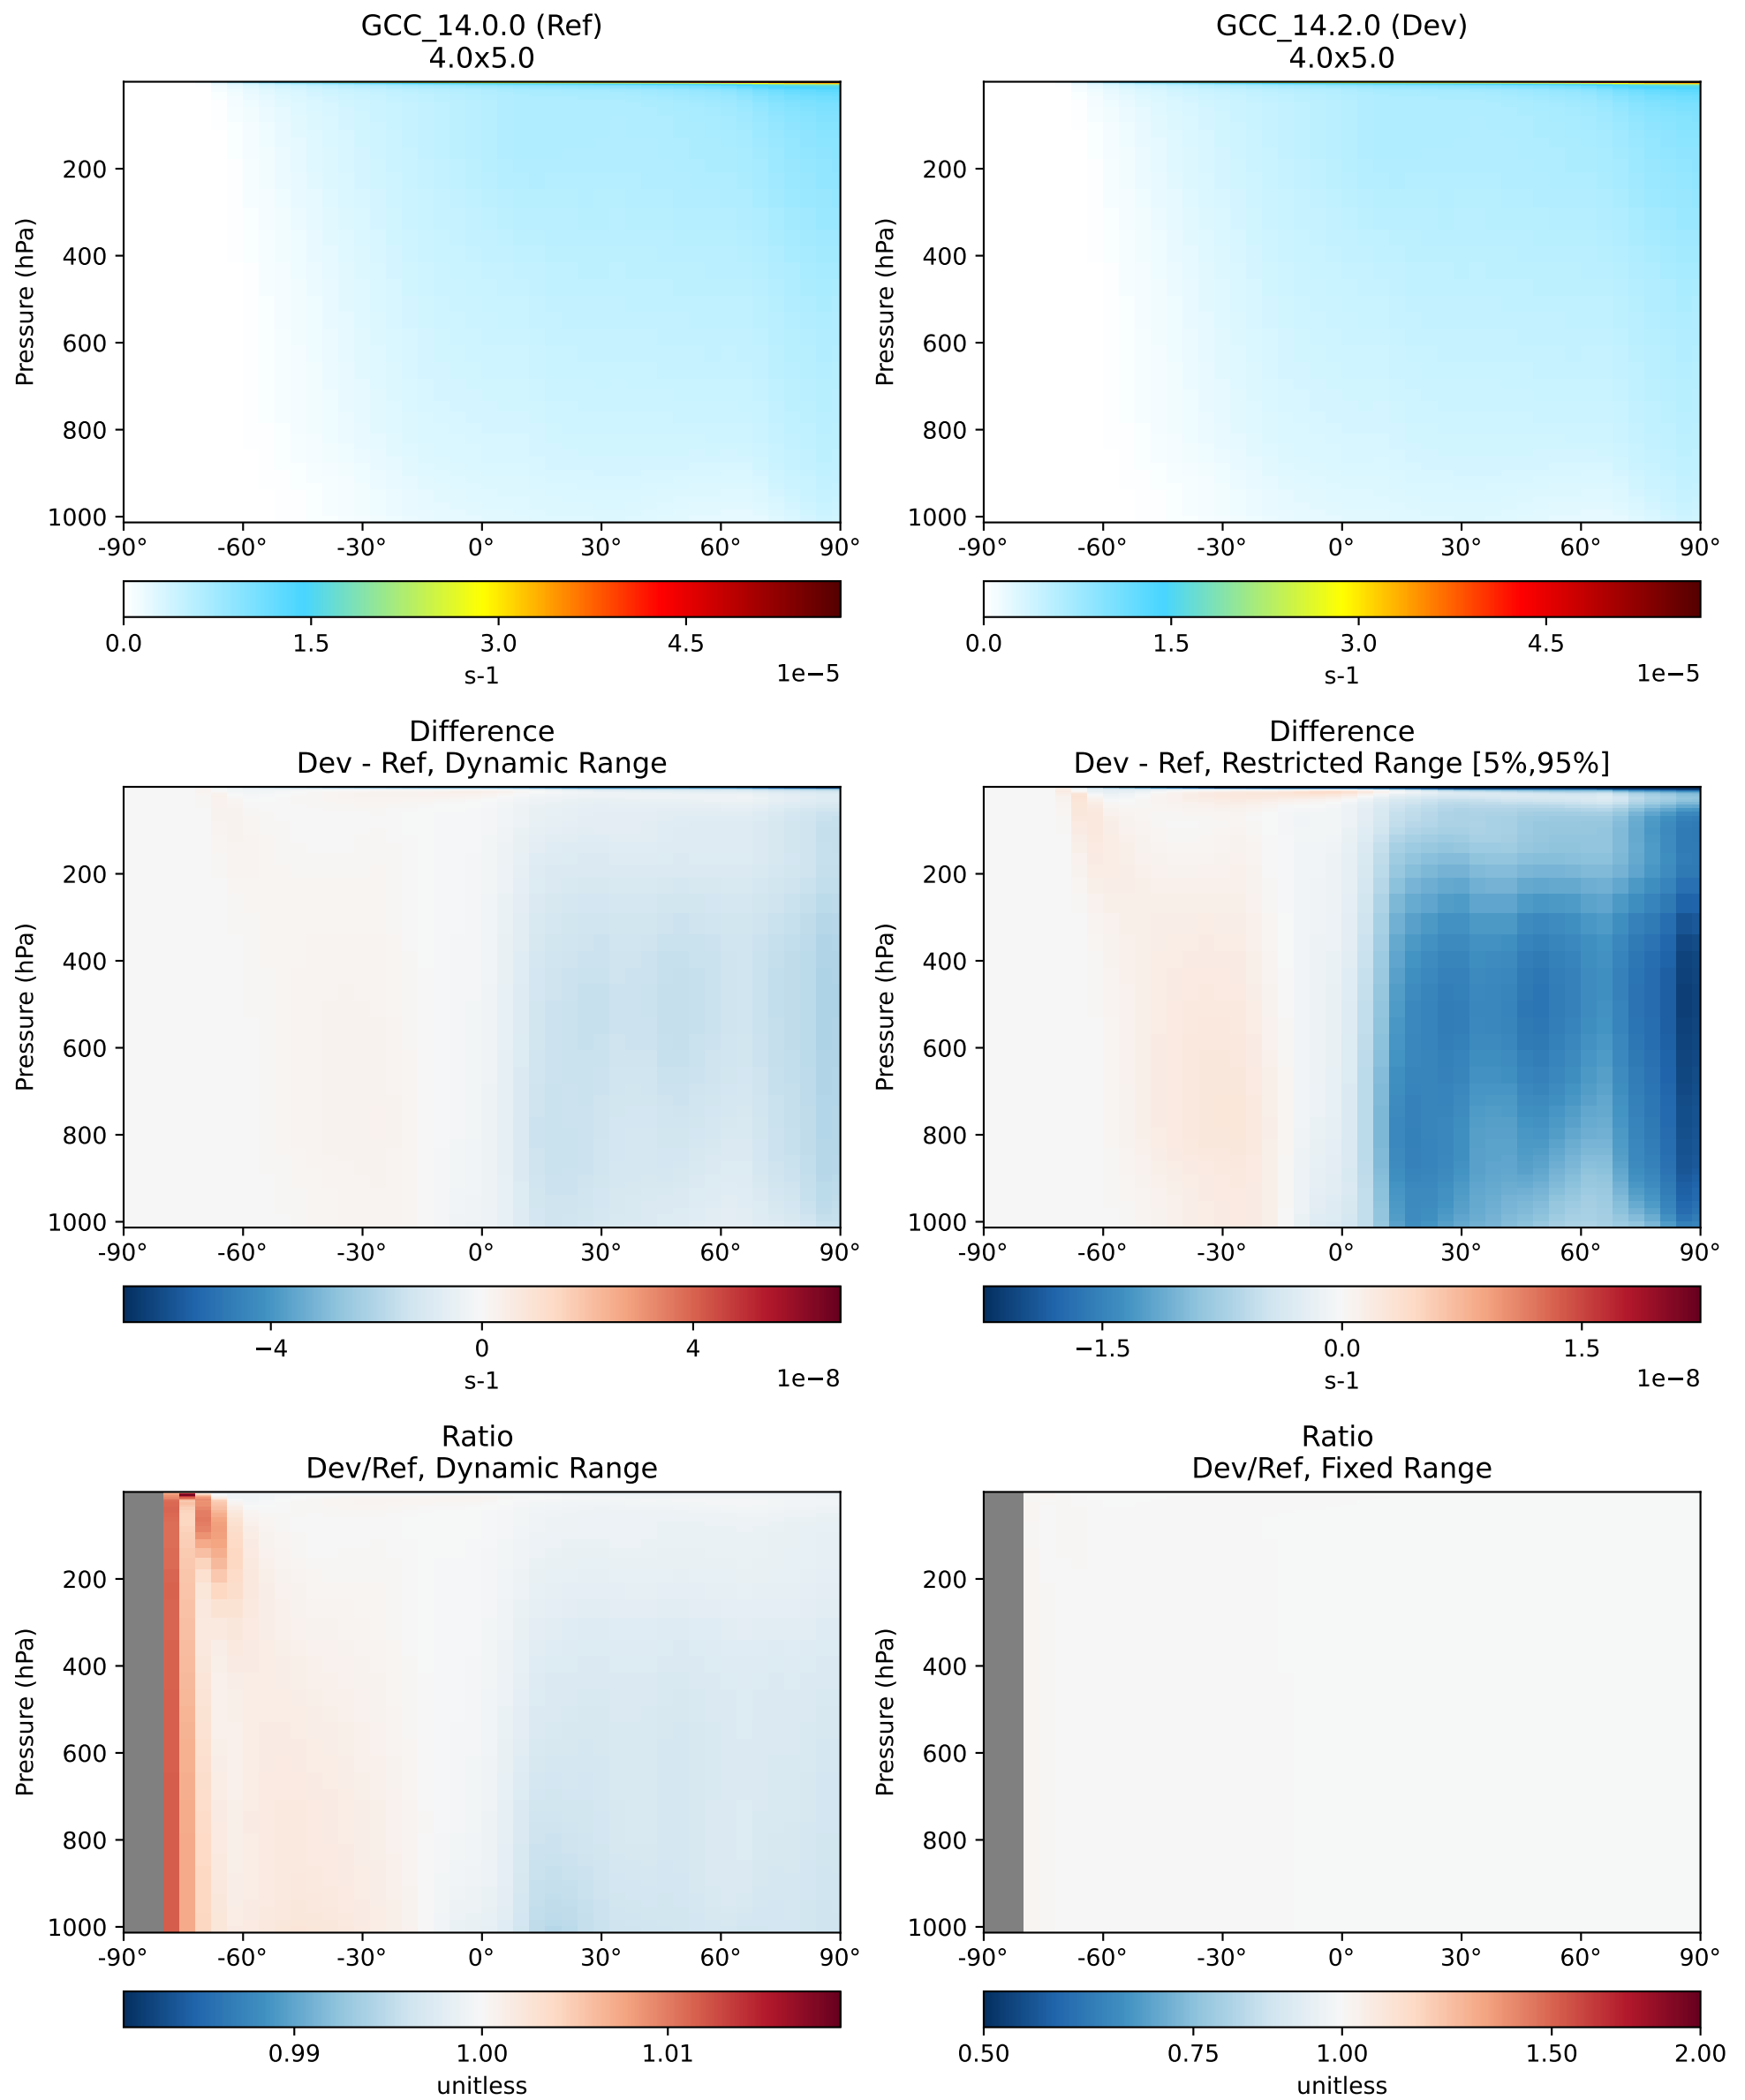 GCC_14.0.0 (Ref)
4.0x5.0
Pressure (hPa)
200
400
600
800
1000
-90° -60° -30° 0° 30° 60° 90°
0.0 1.5 3.0 4.5
s-1 1e−5
GCC_14.2.0 (Dev)
4.0x5.0
Pressure (hPa)
200
400
600
800
1000
-90° -60° -30° 0° 30° 60° 90°
0.0 1.5 3.0 4.5
s-1 1e−5
Difference
Dev - Ref, Dynamic Range
Pressure (hPa)
200
400
600
800
1000
-90° -60° -30° 0° 30° 60° 90°
−4 0 4
s-1 1e−8
Difference
Dev - Ref, Restricted Range [5%,95%]
Pressure (hPa)
200
400
600
800
1000
-90° -60° -30° 0° 30° 60° 90°
−1.5 0.0 1.5
s-1 1e−8
Ratio
Dev/Ref, Dynamic Range
Pressure (hPa)
200
400
600
800
1000
-90° -60° -30° 0° 30° 60° 90°
0.99 1.00 1.01
unitless
Ratio
Dev/Ref, Fixed Range
Pressure (hPa)
200
400
600
800
1000
-90° -60° -30° 0° 30° 60° 90°
0.50 0.75 1.00 1.50 2.00
unitless